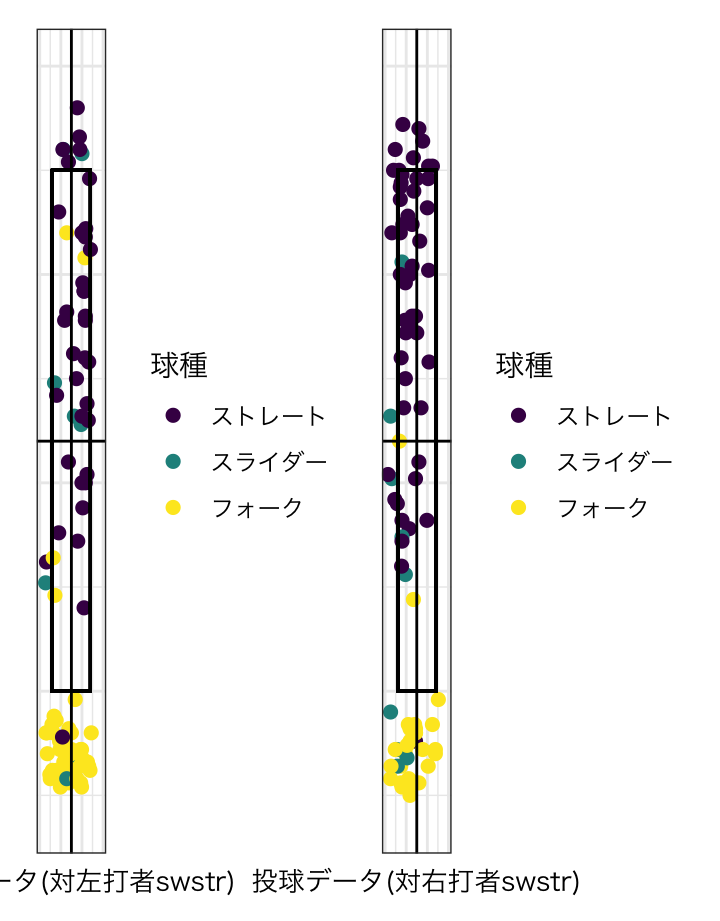 球種
ストレート
スライダー
フォーク
球種
ストレート
スライダー
フォーク
ータ(対左打者swstr)
投球データ(対右打者swstr)